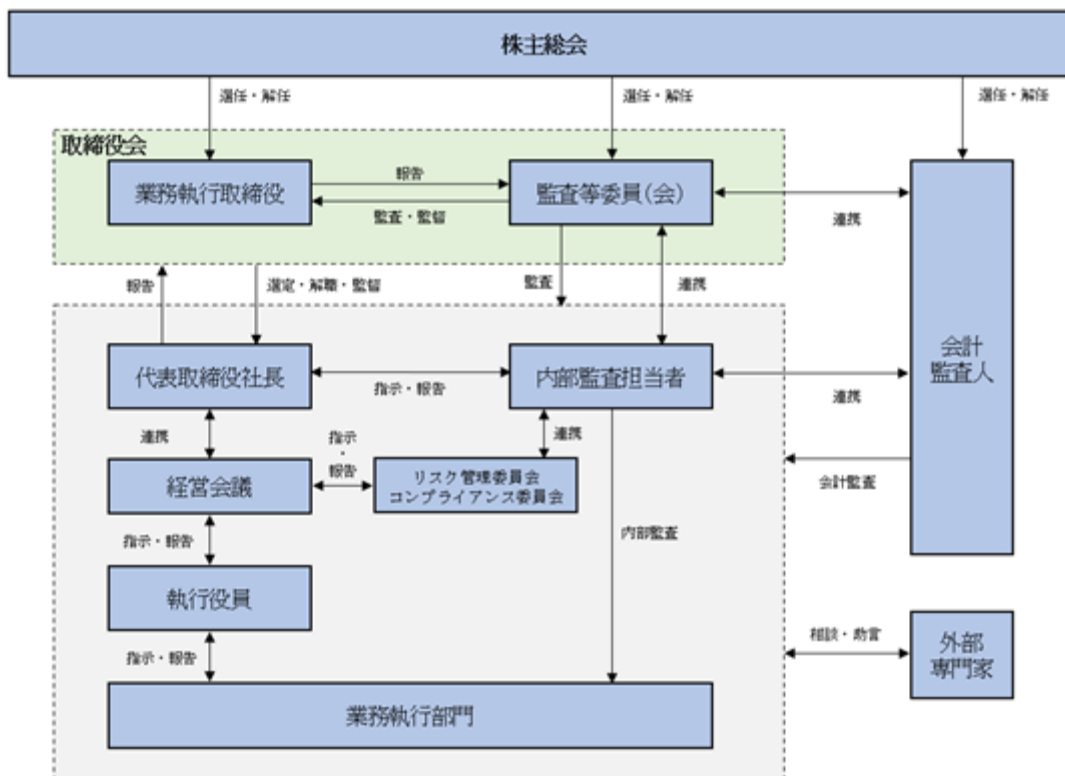 株主総会
選任・解任
選任・解任
選任・解任
取締役会
業務執行取締役
報告
監査・監督
監査等委員(会)
連携
報告
選定・解職・監督
監査
連携
会計
監査人
代表取締役社長
指示・報告
内部監査担当者
連携
連携
指示
・
報告
連携
経営会議
リスク管理委員会
コンプライアンス委員会
会計監査
指示・報告
内部監査
執行役員
指示・報告
相談・助言
外部
専門家
業務執行部門